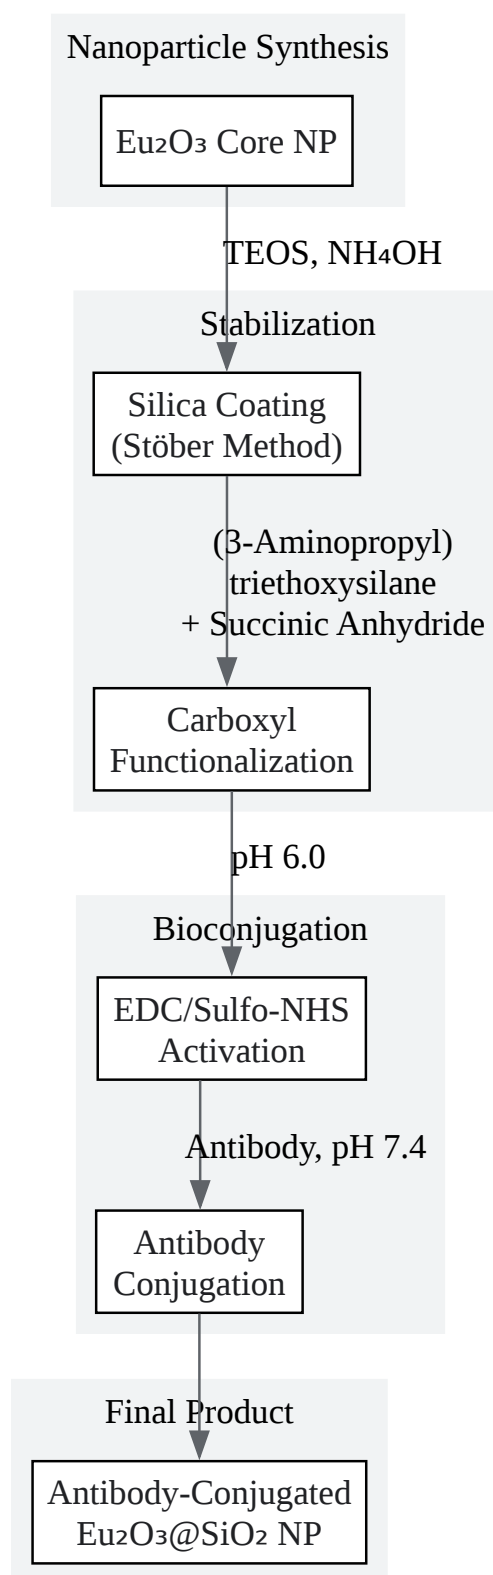 Nanoparticle Synthesis
Eu₂O₃ Core NP
TEOS, NH₄OH
Stabilization
Silica Coating
(Stöber Method)
(3-Aminopropyl)
triethoxysilane
+ Succinic Anhydride
Carboxyl
Functionalization
pH 6.0
Bioconjugation
EDC/Sulfo-NHS
Activation
Antibody, pH 7.4
Antibody
Conjugation
Final Product
Antibody-Conjugated
Eu₂O₃@SiO₂ NP